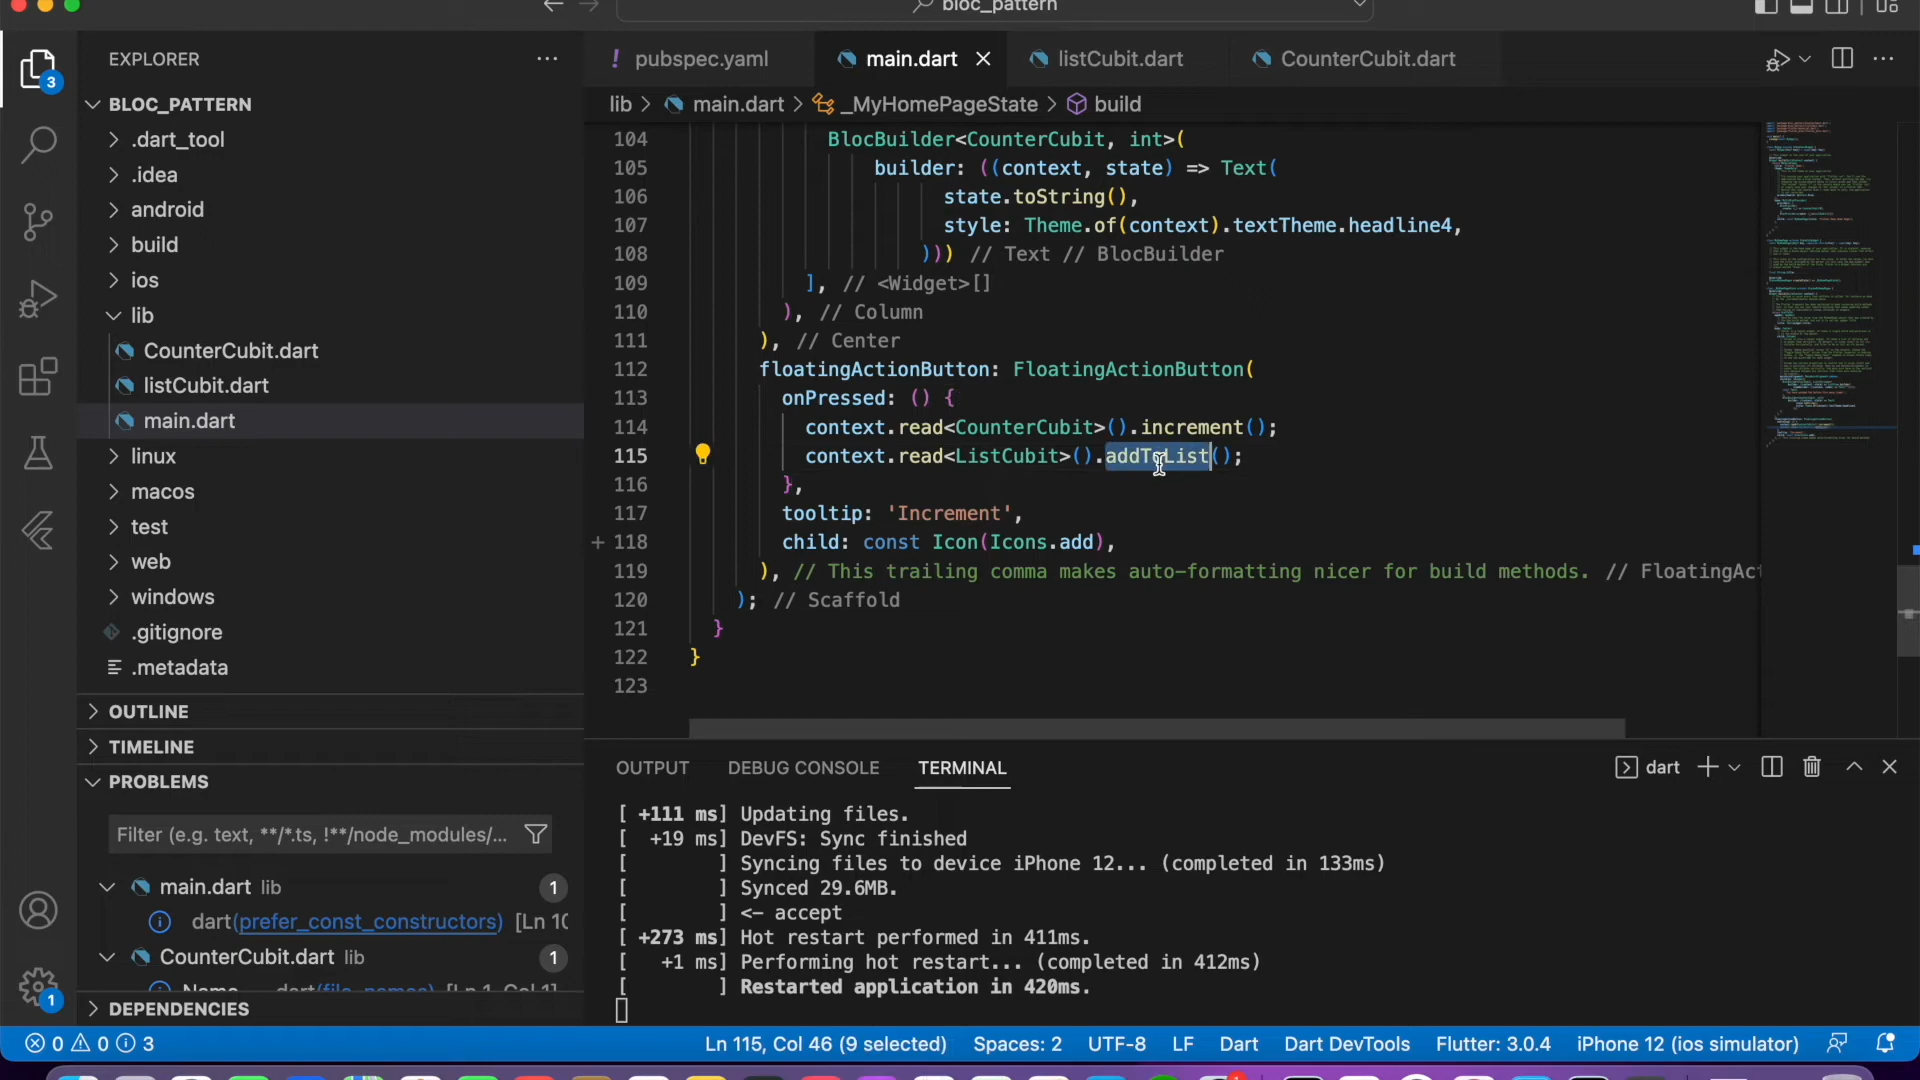 bloc_pattern
EXPLORER
BLOC_PATTERN
.dart_tool
.idea
android
build
ios
lib
CounterCubit.dart
listCubit.dart
main.dart
linux
macos
test
web
windows
.gitignore
.metadata
OUTLINE
TIMELINE
PROBLEMS
Filter (e.g. text, **/*.ts, !**/node_modules/...
main.dart lib 1
dart(prefer_const_constructors) [Ln 10
CounterCubit.dart lib 1
DEPENDENCIES
3
1
! pubspec.yaml
main.dart
listCubit.dart
CounterCubit.dart
lib > main.dart > _MyHomePageState > build
104 BlocBuilder<CounterCubit, int>(
105 builder: ((context, state) => Text(
106 state.toString(),
107 style: Theme.of(context).textTheme.headline4,
108 ))) // Text // BlocBuilder
109 ], // <Widget>[]
110 ), // Column
111 ), // Center
112 floatingActionButton: FloatingActionButton(
113 onPressed: () {
114 context.read<CounterCubit>().increment();
115 context.read<ListCubit>().addToList();
116 },
117 tooltip: 'Increment',
118 child: const Icon(Icons.add),
119 ), // This trailing comma makes auto-formatting nicer for build methods. // FloatingAct
120 ); // Scaffold
121 }
122 }
123
OUTPUT DEBUG CONSOLE TERMINAL
dart
[ +111 ms] Updating files.
[ +19 ms] DevFS: Sync finished
[ ] Syncing files to device iPhone 12... (completed in 133ms)
[ ] Synced 29.6MB.
[ ] <- accept
[ +273 ms] Hot restart performed in 411ms.
[ +1 ms] Performing hot restart... (completed in 412ms)
[ ] Restarted application in 420ms.
0 0 3
Ln 115, Col 46 (9 selected)
Spaces: 2
UTF-8
LF
Dart
Dart DevTools
Flutter: 3.0.4
iPhone 12 (ios simulator)